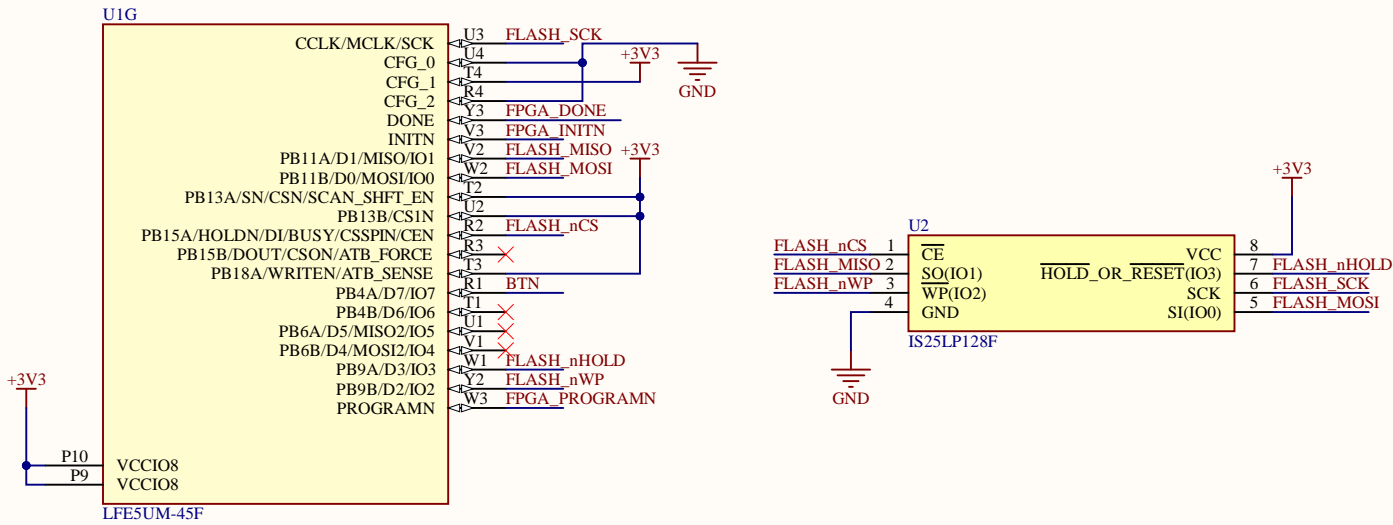 U1G
CCLK/MCLK/SCK U3 FLASH_SCK
CFG_0 U4
CFG_1 T4 +3V3
CFG_2 R4 GND
DONE Y3 FPGA_DONE
INITN V3 FPGA_INITN
PB11A/D1/MISO/IO1 V2 FLASH_MISO +3V3
PB11B/D0/MOSI/IO0 W2 FLASH_MOSI
PB13A/SN/CSN/SCAN_SHFT_EN T2
PB13B/CS1N U2
PB15A/HOLDN/DI/BUSY/CSSPIN/CEN R2 FLASH_nCS
PB15B/DOUT/CSON/ATB_FORCE R3
PB18A/WRITEN/ATB_SENSE T3
PB4A/D7/IO7 R1 BTN
PB4B/D6/IO6 T1
PB6A/D5/MISO2/IO5 U1
PB6B/D4/MOSI2/IO4 V1
PB9A/D3/IO3 W1 FLASH_nHOLD
PB9B/D2/IO2 Y2 FLASH_nWP
PROGRAMN W3 FPGA_PROGRAMN
+3V3
P10 VCCIO8
P9 VCCIO8
LFE5UM-45F
+3V3
U2
FLASH_nCS 1 CE VCC 8
FLASH_MISO 2 SO(IO1) HOLD_OR_RESET(IO3) 7 FLASH_nHOLD
FLASH_nWP 3 WP(IO2) SCK 6 FLASH_SCK
4 GND SI(IO0) 5 FLASH_MOSI
IS25LP128F
GND